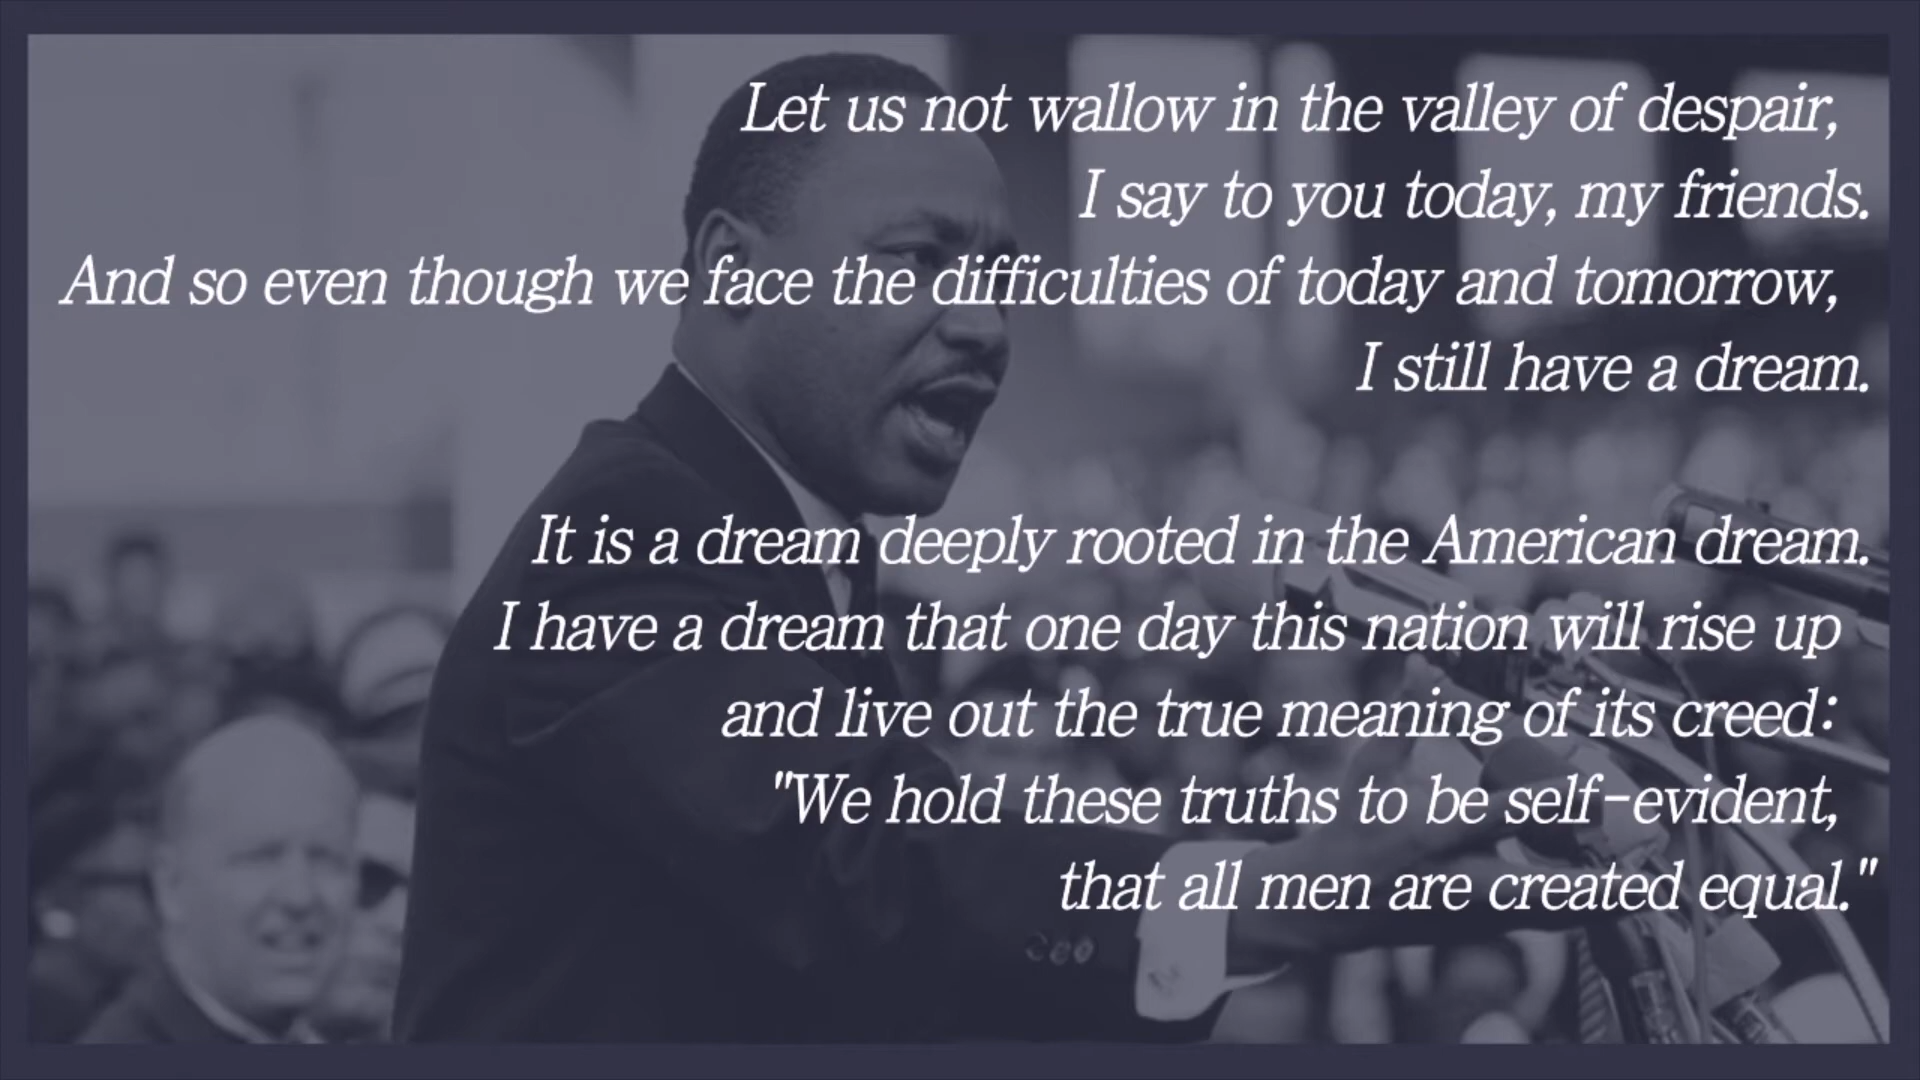 Let us not wallow in the valley of despair,
I say to you today, my friends.
And so even though we face the difficulties of today and tomorrow,
I still have a dream.
It is a dream deeply rooted in the American dream.
I have a dream that one day this nation will rise up
and live out the true meaning of its creed:
"We hold these truths to be self-evident,
that all men are created equal."